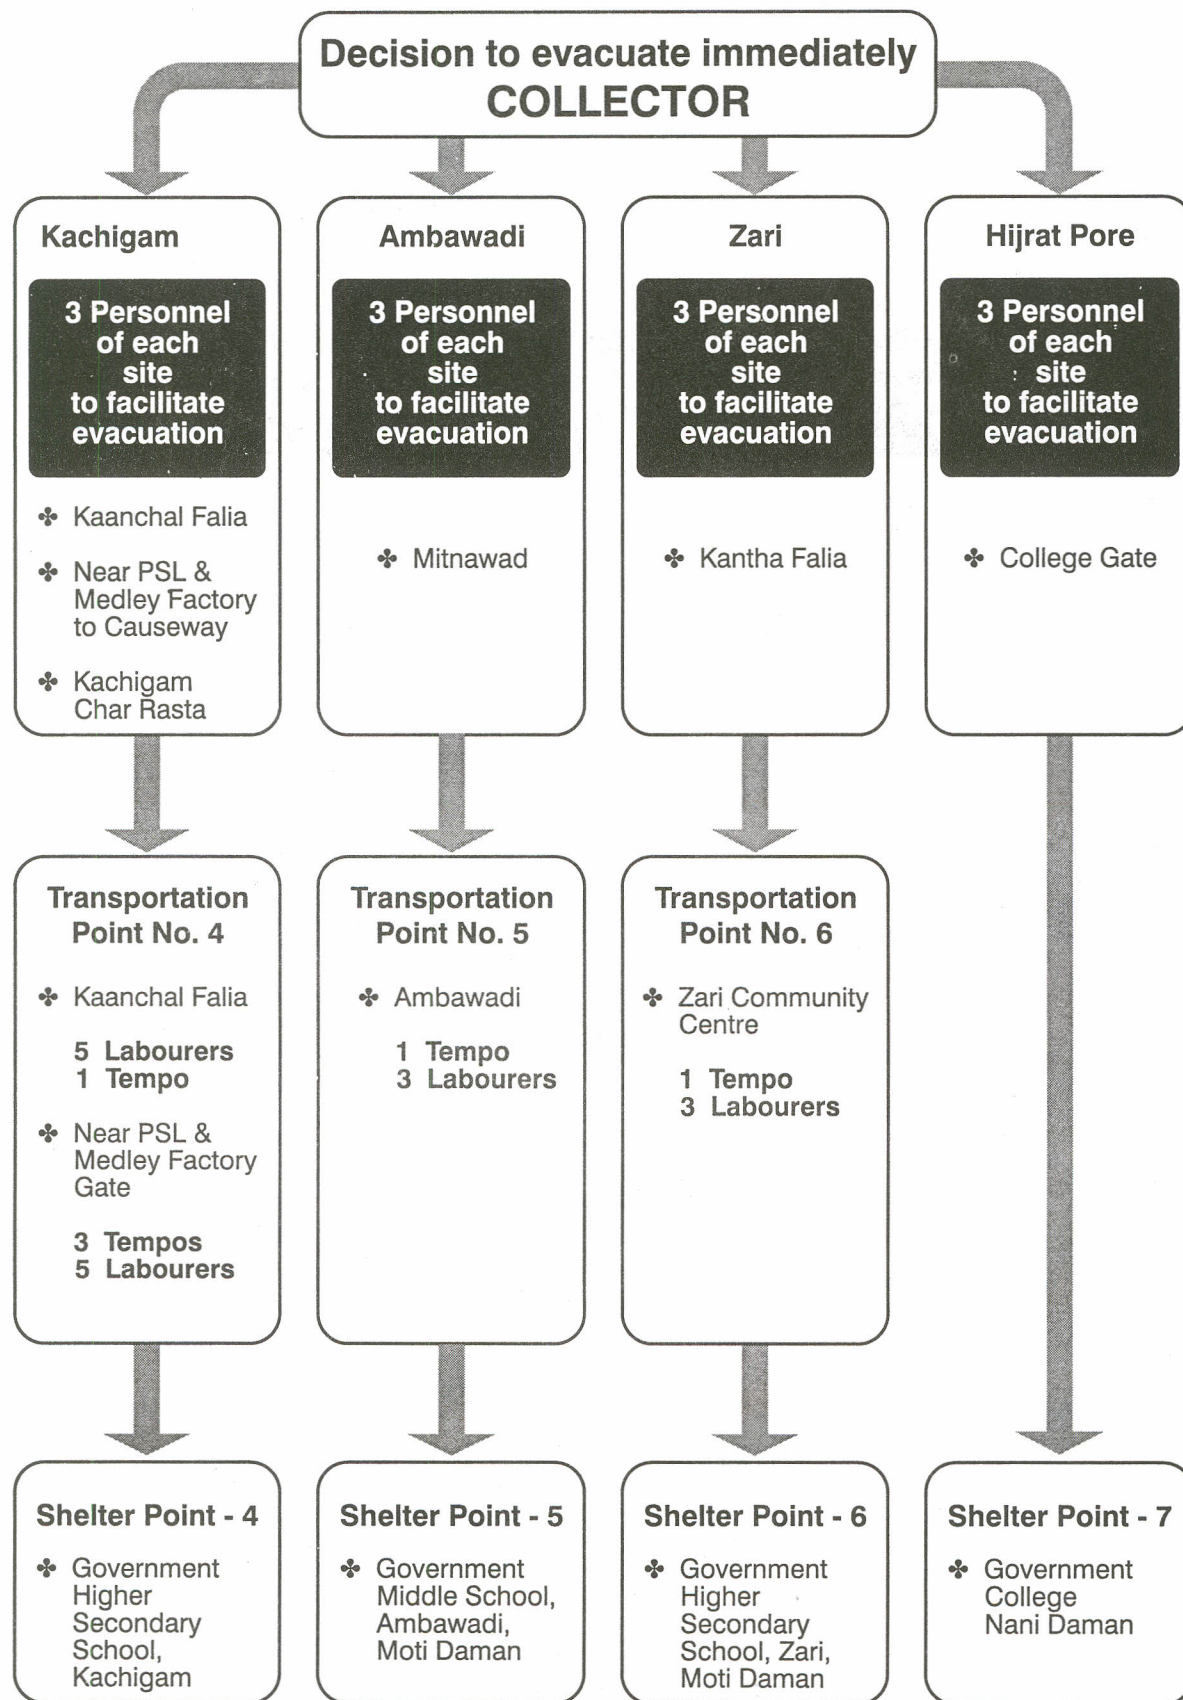 Decision to evacuate immediately
COLLECTOR
Kachigam
3 Personnel
of each
site
to facilitate
evacuation
✤ Kaanchal Falia
✤ Near PSL &
Medley Factory
to Causeway
✤ Kachigam
Char Rasta
Ambawadi
3 Personnel
of each
site
to facilitate
evacuation
✤ Mitnawad
Zari
3 Personnel
of each
site
to facilitate
evacuation
✤ Kantha Falia
Hijrat Pore
3 Personnel
of each
site
to facilitate
evacuation
✤ College Gate
Transportation
Point No. 4
✤ Kaanchal Falia
5 Labourers
1 Tempo
✤ Near PSL &
Medley Factory
Gate
3 Tempos
5 Labourers
Transportation
Point No. 5
✤ Ambawadi
1 Tempo
3 Labourers
Transportation
Point No. 6
✤ Zari Community
Centre
1 Tempo
3 Labourers
Shelter Point - 4
✤ Government
Higher
Secondary
School,
Kachigam
Shelter Point - 5
✤ Government
Middle School,
Ambawadi,
Moti Daman
Shelter Point - 6
✤ Government
Higher
Secondary
School, Zari,
Moti Daman
Shelter Point - 7
✤ Government
College
Nani Daman